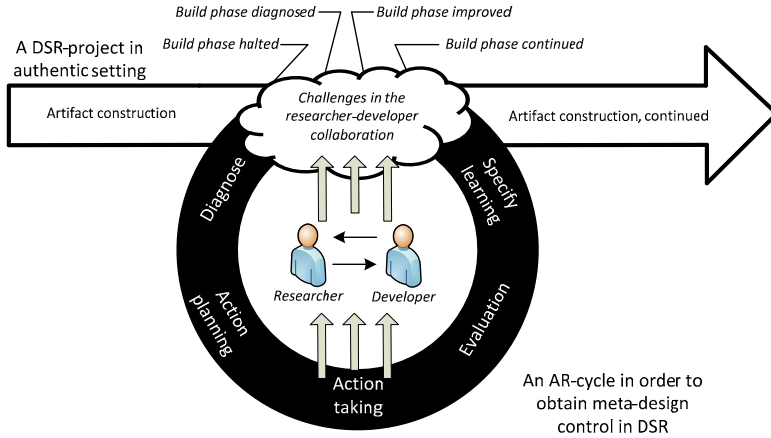 Build phase diagnosed
Build phase improved
Build phase halted
Build phase continued
A DSR-project in
authentic setting
Artifact construction
Challenges in the
researcher-developer
collaboration
Artifact construction, continued
Diagnose
Specify
learning
Researcher
Developer
Action
planning
Evaluation
Action
taking
An AR-cycle in order to
obtain meta-design
control in DSR